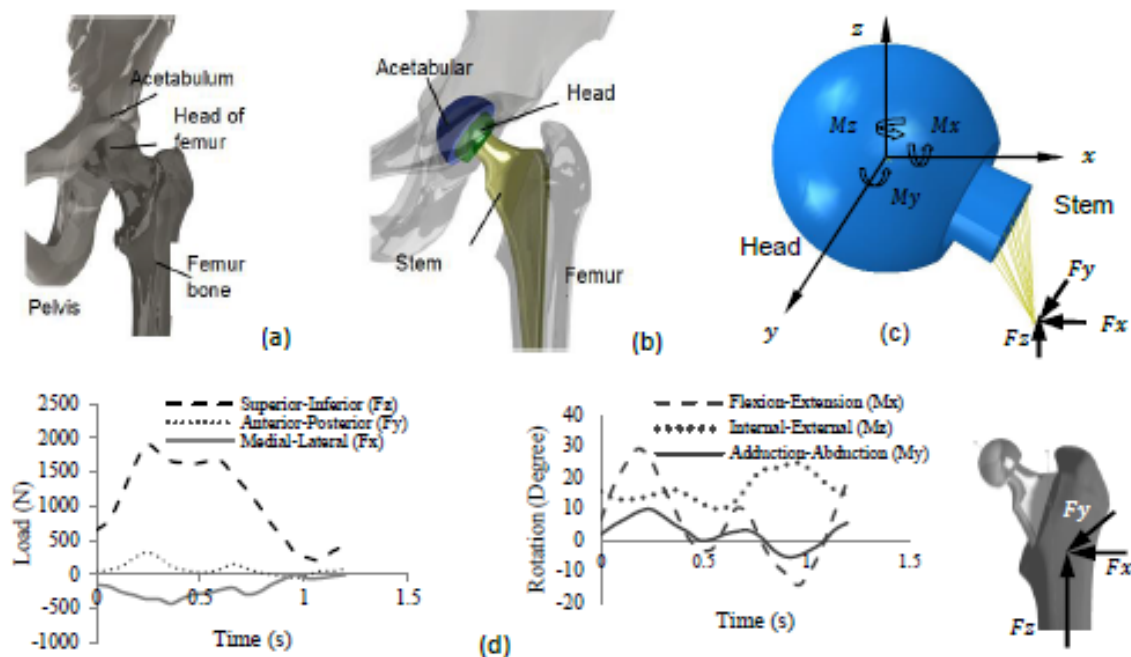 Acetabulum
Head of
femur
Femur
bone
Pelvis
(a)
Acetabular
Head
Stem
Femur
(b)
z
Mz
Mx
x
My
Stem
Head
Fy
y
(c)
Fz
Fx
2500
2000
1500
1000
500
0
-500
-1000
Load (N)
Superior-Inferior (Fz)
Anterior-Posterior (Fy)
Medial-Lateral (Fx)
0
0.5
1
1.5
Time (s)
(d)
40
30
20
10
0
-10
-20
Rotation (Degree)
Flexion-Extension (Mx)
Internal-External (Mz)
Adduction-Abduction (My)
0
0.5
1
1.5
Time (s)
Fy
Fx
Fz